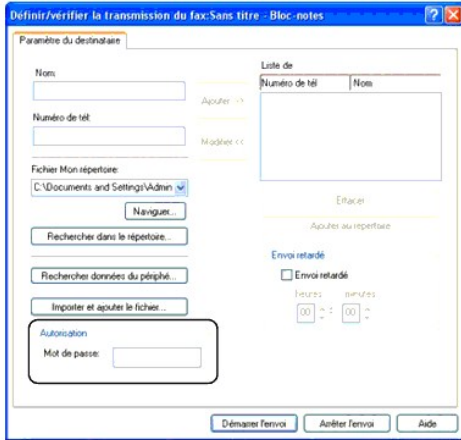 Définir/vérifier la transmission du fax:Sans titre - Bloc-notes
Paramètre du destinataire
Nom:
Numéro de tél:
Fichier Mon répertoire:
C:\Documents and Settings\Admin
Naviguer...
Rechercher dans le répertoire...
Rechercher données du périphé...
Importer et ajouter le fichier...
Autorisation
Mot de passe:
Ajouter >>
Modifier <<
Liste de
Numéro de tél Nom
Effacer
Ajouter au répertoire
Envoi retardé
Envoi retardé
heures minutes
00 : 00
Démarrer l'envoi Arrêter l'envoi Aide